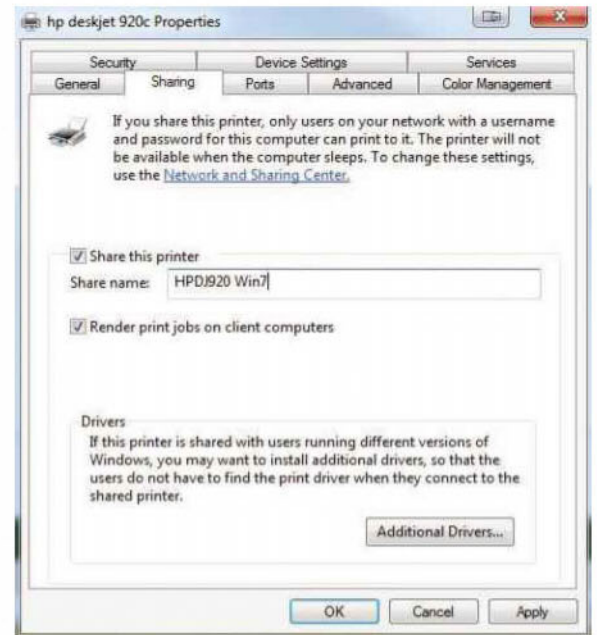 hp deskjet 920c Properties
Security Device Settings Services
General Sharing Ports Advanced Color Management
If you share this printer, only users on your network with a username
and password for this computer can print to it. The printer will not
be available when the computer sleeps. To change these settings,
use the Network and Sharing Center.
Share this printer
Share name: HPDJ920 Win7
Render print jobs on client computers
Drivers
If this printer is shared with users running different versions of
Windows, you may want to install additional drivers, so that the
users do not have to find the print driver when they connect to the
shared printer.
Additional Drivers...
OK Cancel Apply